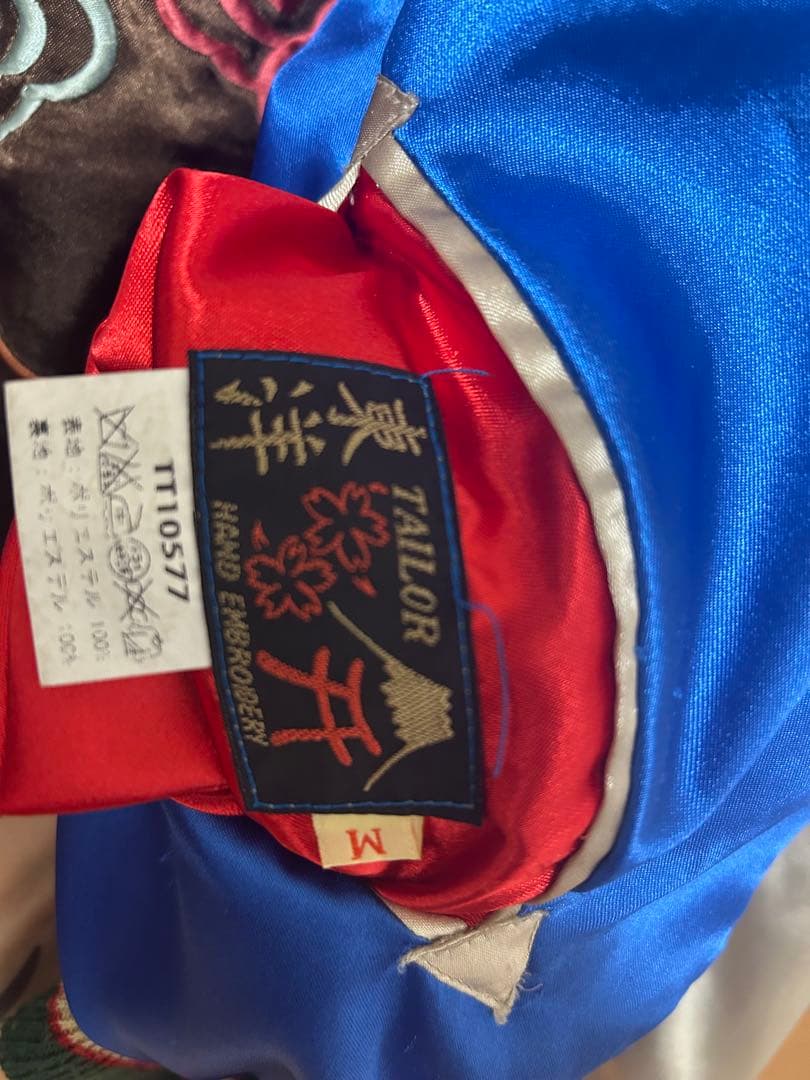 東洋
TAILOR
HAND EMBROIDERY
M
TT10577
表地：ポリエステル 100%
裏地：ポリエステル 100%